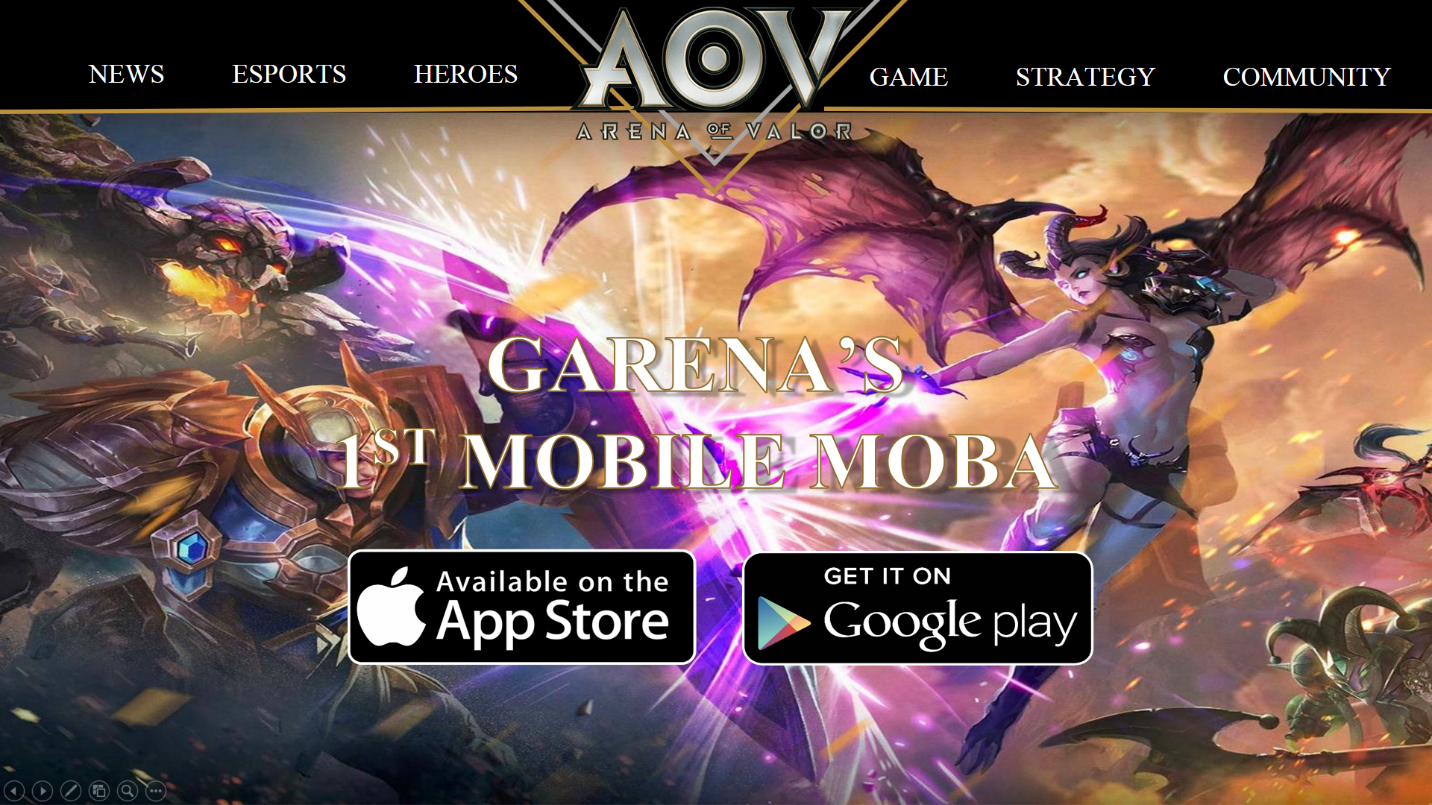 NEWS
ESPORTS
HEROES
AOV
ARENA OF VALOR
GAME
STRATEGY
COMMUNITY
GARENA’S
1ST MOBILE MOBA
Available on the
App Store
GET IT ON
Google play